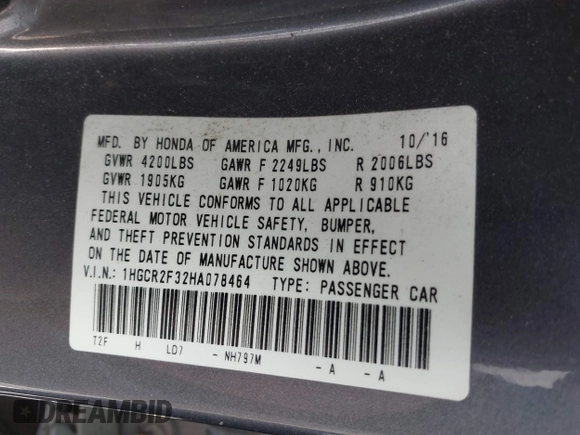 MFD. BY HONDA OF AMERICA MFG., INC. 10/'16
GVWR 4200LBS GAWR F 2249LBS R 2006LBS
GVWR 1905KG GAWR F 1020KG R 910KG
THIS VEHICLE CONFORMS TO ALL APPLICABLE
FEDERAL MOTOR VEHICLE SAFETY, BUMPER,
AND THEFT PREVENTION STANDARDS IN EFFECT
ON THE DATE OF MANUFACTURE SHOWN ABOVE.
V.I.N.: 1HGCR2F32HA078464 TYPE: PASSENGER CAR
T2F H LD7 - NH797M - A - A
DREAMBID